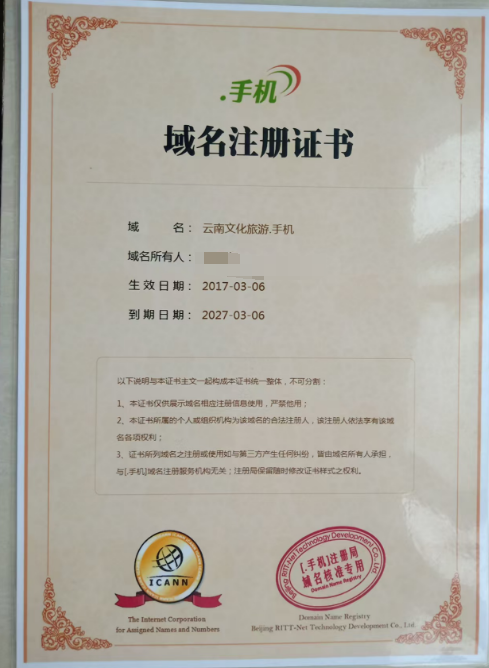 .手机
域名注册证书
域 名：云南文化旅游.手机
域名所有人：
生效日期：2017-03-06
到期日期：2027-03-06
以下说明与本证书主文一起构成本证书统一整体，不可分割：
1、本证书仅供展示域名相应注册信息使用，严禁他用；
2、本证书所属的个人或组织机构为该域名的合法注册人，该注册人依法享有该域
名各项权利；
3、证书所列域名之注册或使用如与第三方产生任何纠纷，皆由域名所有人承担，
与[.手机]域名注册服务机构无关；注册局保留随时修改证书样式之权利。
ICANN
The Internet Corporation
for Assigned Names and Numbers
Beijing RITT-Net Technology Development Co., Ltd.
[.手机]注册局
域名核准专用
Domain Name Registry
Domain Name Registry
Beijing RITT-Net Technology Development Co., Ltd.